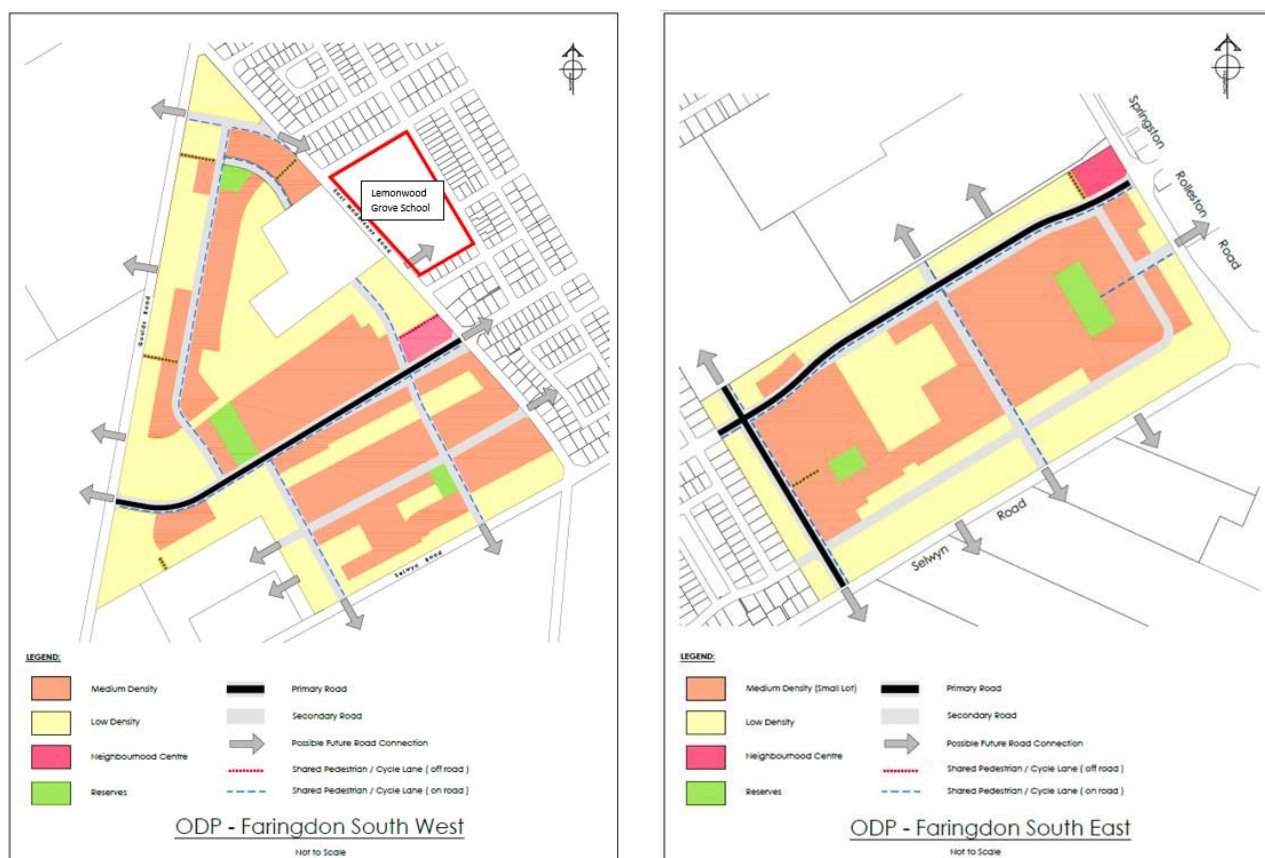 Lemonwood
Grove School
East Maddisons Road
Goulds Road
Selwyn Road
LEGEND:
Medium Density
Primary Road
Low Density
Secondary Road
Possible Future Road Connection
Neighbourhood Centre
Shared Pedestrian / Cycle Lane ( off road )
Reserves
Shared Pedestrian / Cycle Lane ( on road )
ODP - Faringdon South West
Not to Scale
Springston
Rolleston
Road
Selwyn
Road
LEGEND:
Medium Density (Small Lot)
Primary Road
Low Density
Secondary Road
Possible Future Road Connection
Neighbourhood Centre
Shared Pedestrian / Cycle Lane ( off road )
Reserves
Shared Pedestrian / Cycle Lane ( on road )
ODP - Faringdon South East
Not to Scale